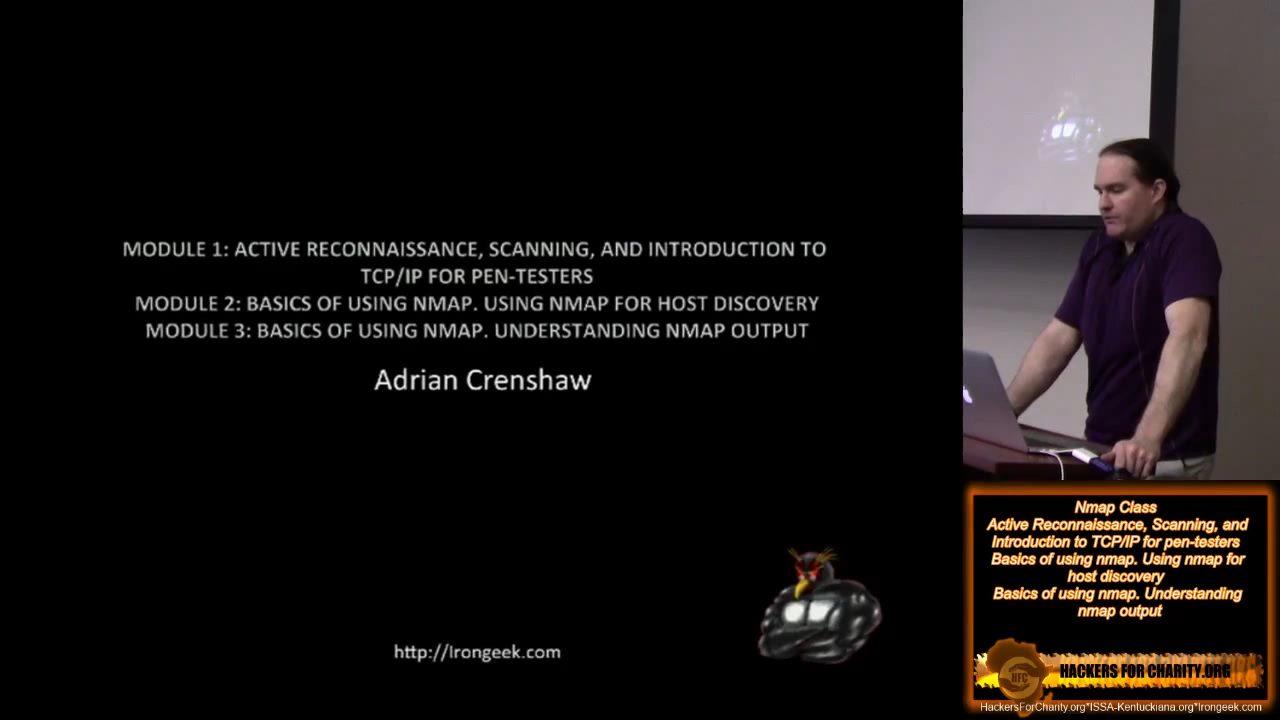 MODULE 1: ACTIVE RECONNAISSANCE, SCANNING, AND INTRODUCTION TO
TCP/IP FOR PEN-TESTERS
MODULE 2: BASICS OF USING NMAP. USING NMAP FOR HOST DISCOVERY
MODULE 3: BASICS OF USING NMAP. UNDERSTANDING NMAP OUTPUT
Adrian Crenshaw
http://Irongeek.com
Nmap Class
Active Reconnaissance, Scanning, and
Introduction to TCP/IP for pen-testers
Basics of using nmap. Using nmap for
host discovery
Basics of using nmap. Understanding
nmap output
HFC
HACKERS FOR CHARITY.ORG
HackersForCharity.org*ISSA-Kentuckiana.org*Irongeek.com